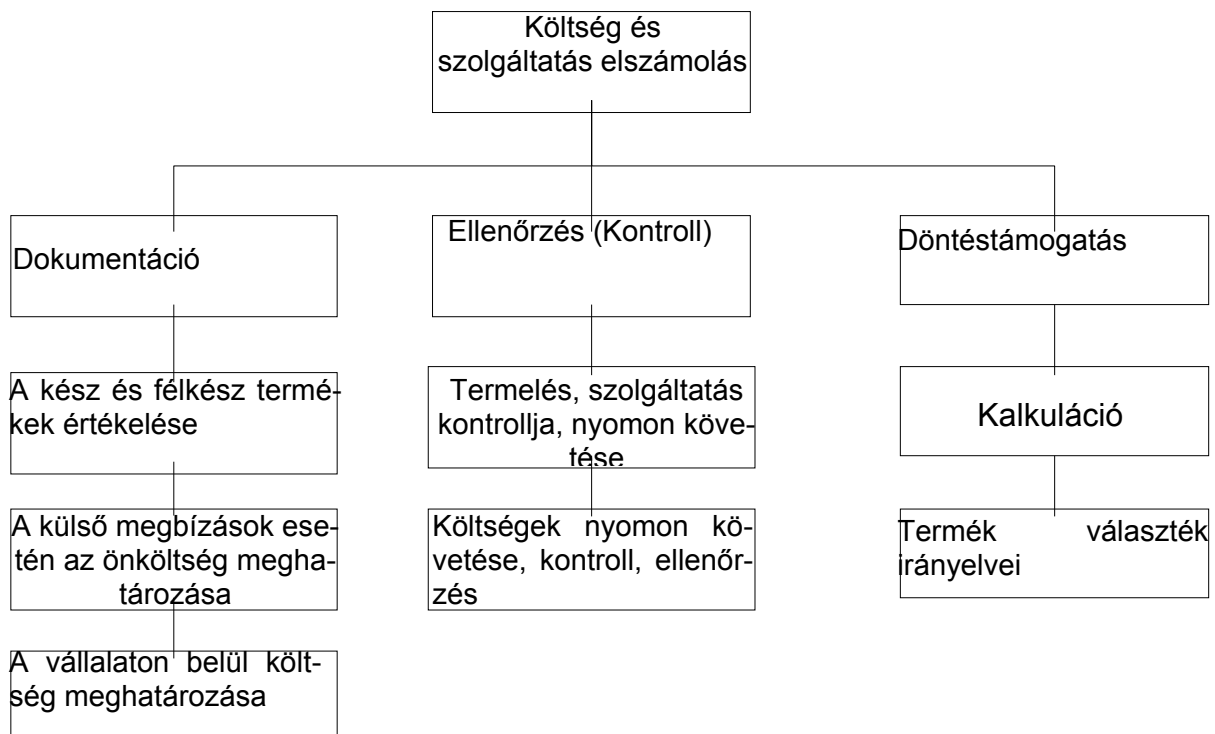 Költség és
szolgáltatás elszámolás
Dokumentáció
Ellenőrzés (Kontroll)
Döntéstámogatás
A kész és félkész termé-
kek értékelése
Termelés, szolgáltatás
kontrollja, nyomon köve-
tése
Kalkuláció
A külső megbízások ese-
tén az önköltség megha-
tározása
Költségek nyomon kö-
vetése, kontroll, ellenőr-
zés
Termék választék
irányelvei
A vállalaton belül költ-
ség meghatározása